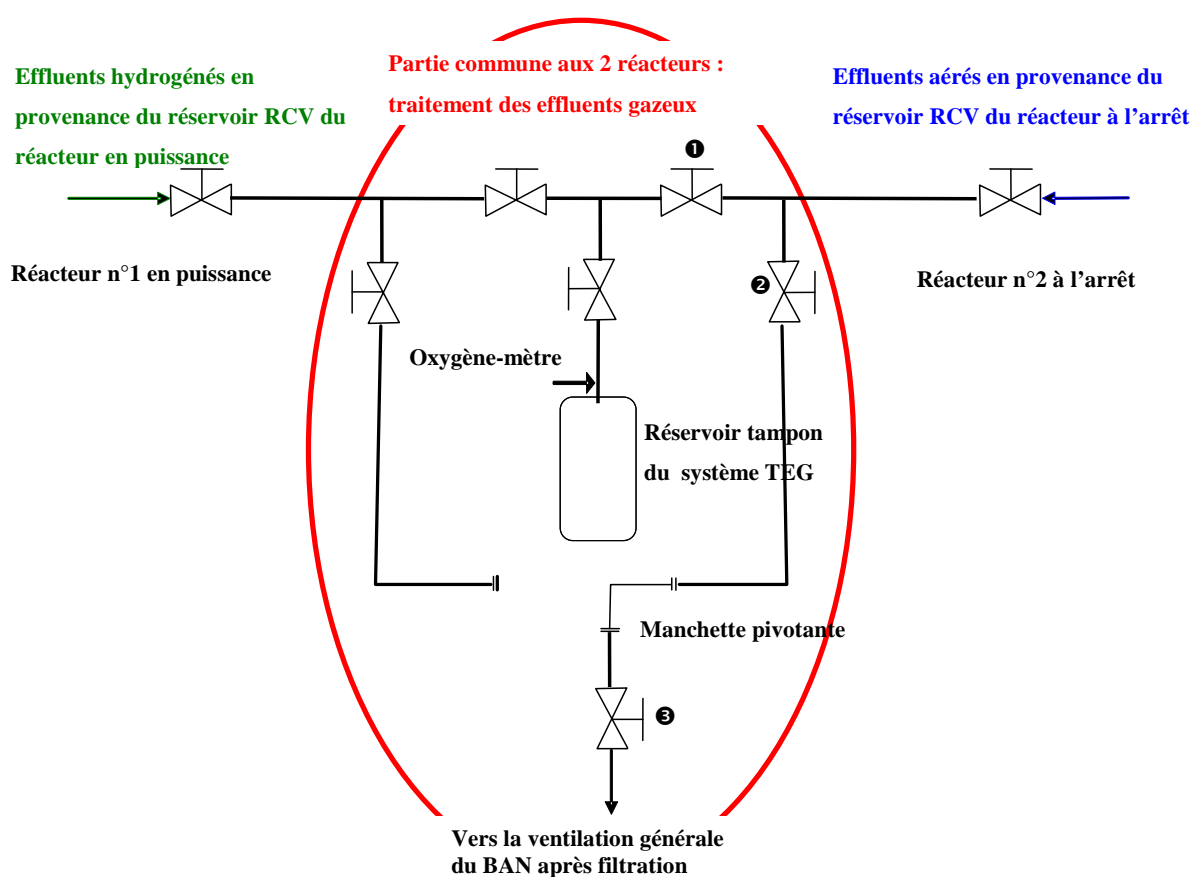 Effluents hydrogénés en
provenance du réservoir RCV du
réacteur en puissance
Partie commune aux 2 réacteurs :
traitement des effluents gazeux
Effluents aérés en provenance du
réservoir RCV du réacteur à l’arrêt
❶
Réacteur n°1 en puissance
❷
Réacteur n°2 à l’arrêt
Oxygène-mètre
Réservoir tampon
du système TEG
Manchette pivotante
❸
Vers la ventilation générale
du BAN après filtration